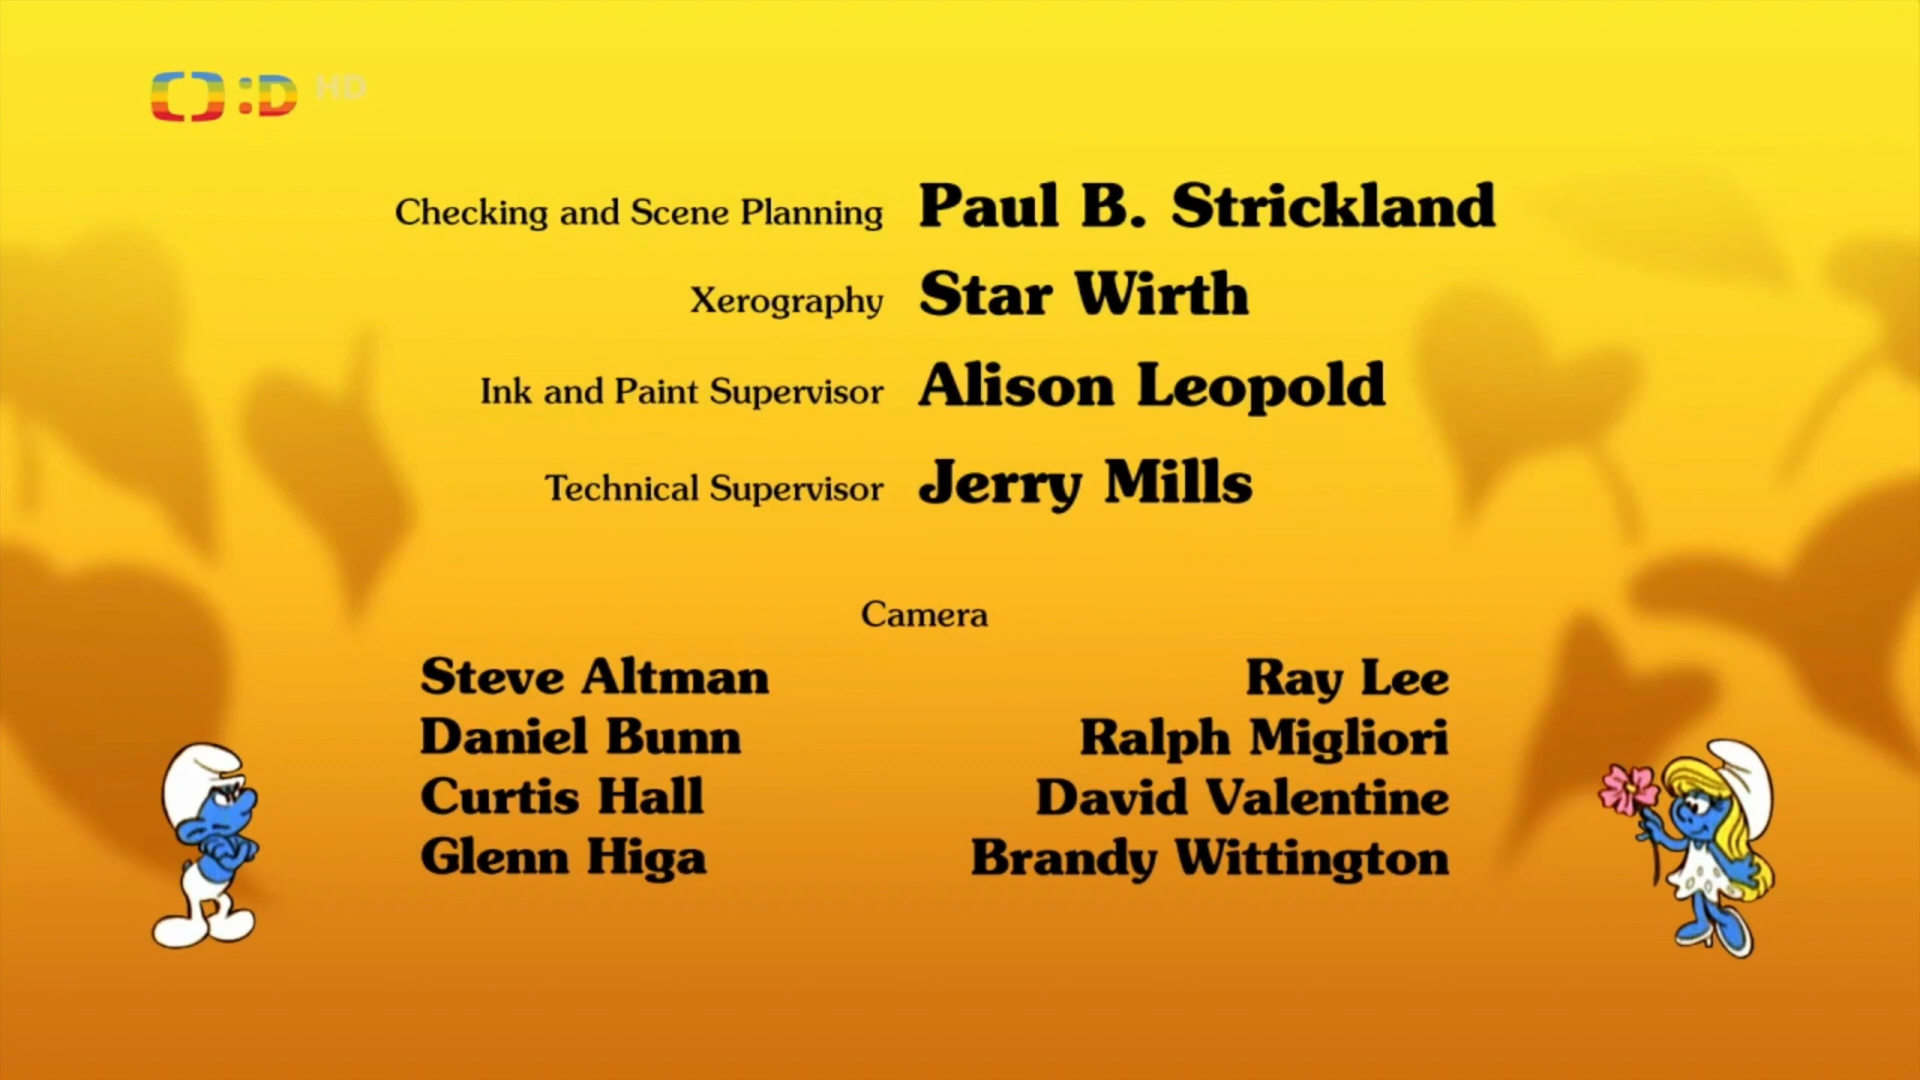 :D HD
Checking and Scene Planning Paul B. Strickland
Xerography Star Wirth
Ink and Paint Supervisor Alison Leopold
Technical Supervisor Jerry Mills
Camera
Steve Altman Ray Lee
Daniel Bunn Ralph Migliori
Curtis Hall David Valentine
Glenn Higa Brandy Wittington